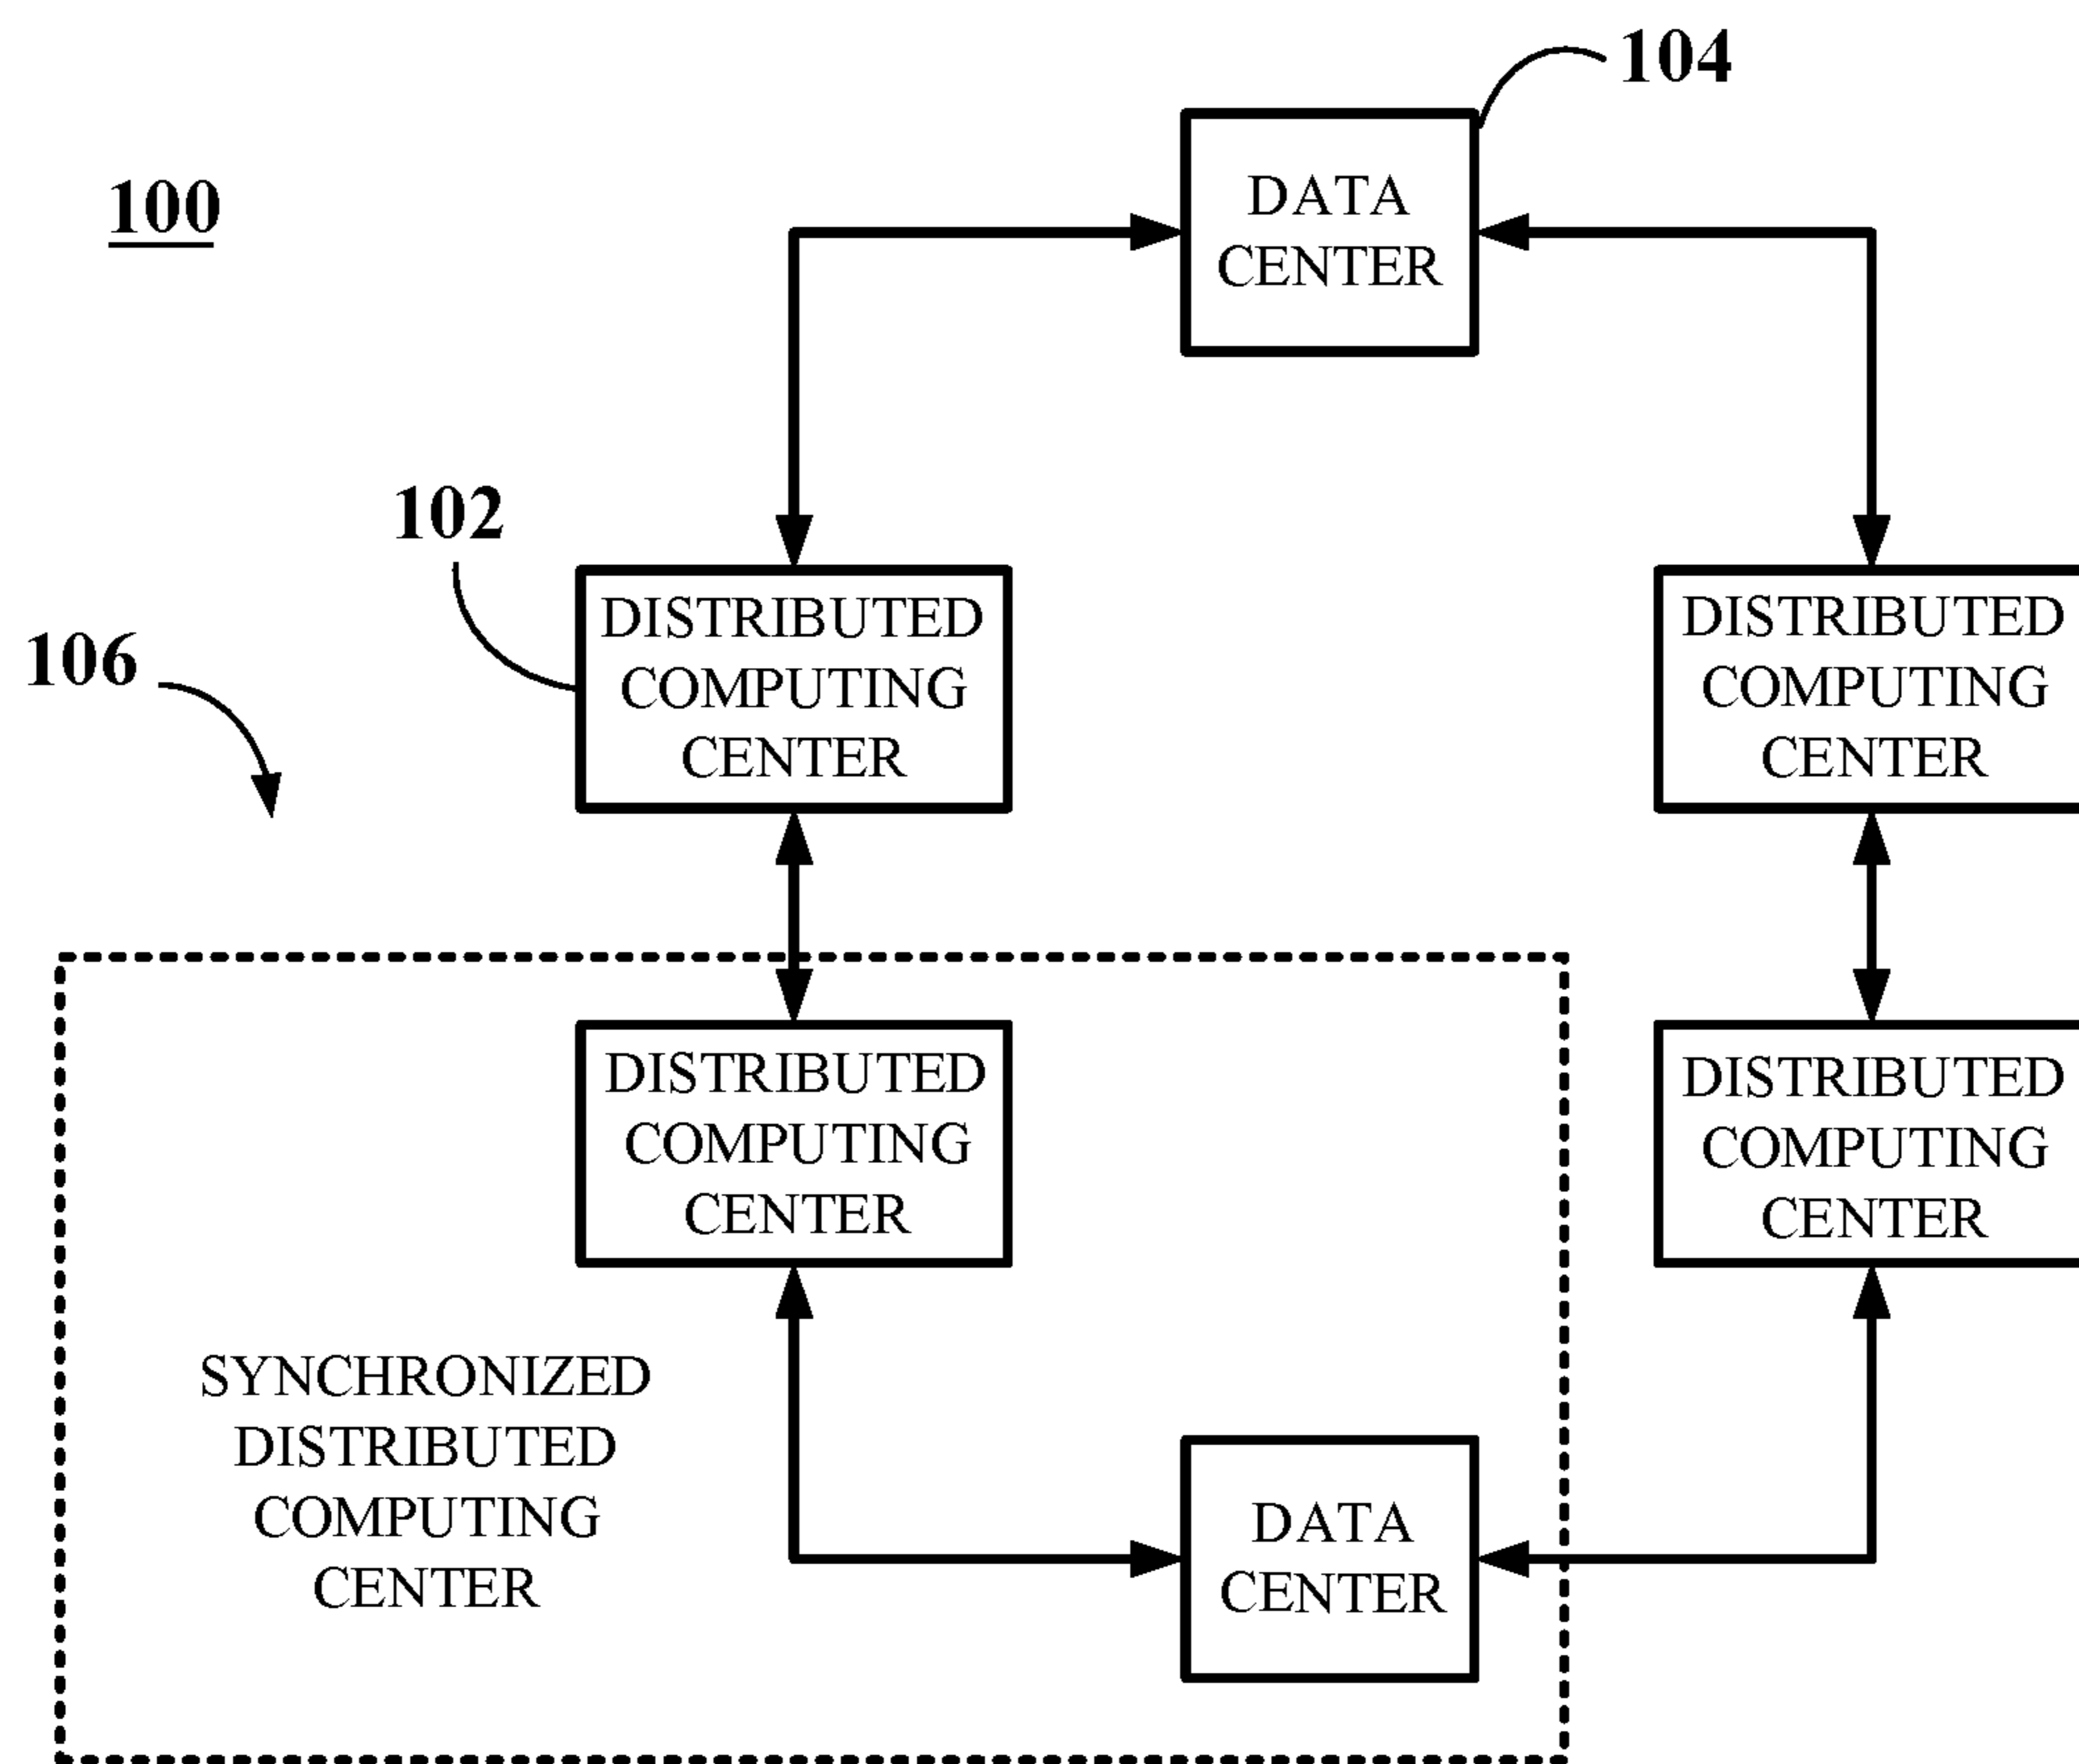 104
100
DATA
CENTER
102
106
DISTRIBUTED
COMPUTING
CENTER
DISTRIBUTED
COMPUTING
CENTER
DISTRIBUTED
COMPUTING
CENTER
DISTRIBUTED
COMPUTING
CENTER
SYNCHRONIZED
DISTRIBUTED
COMPUTING
CENTER
DATA
CENTER